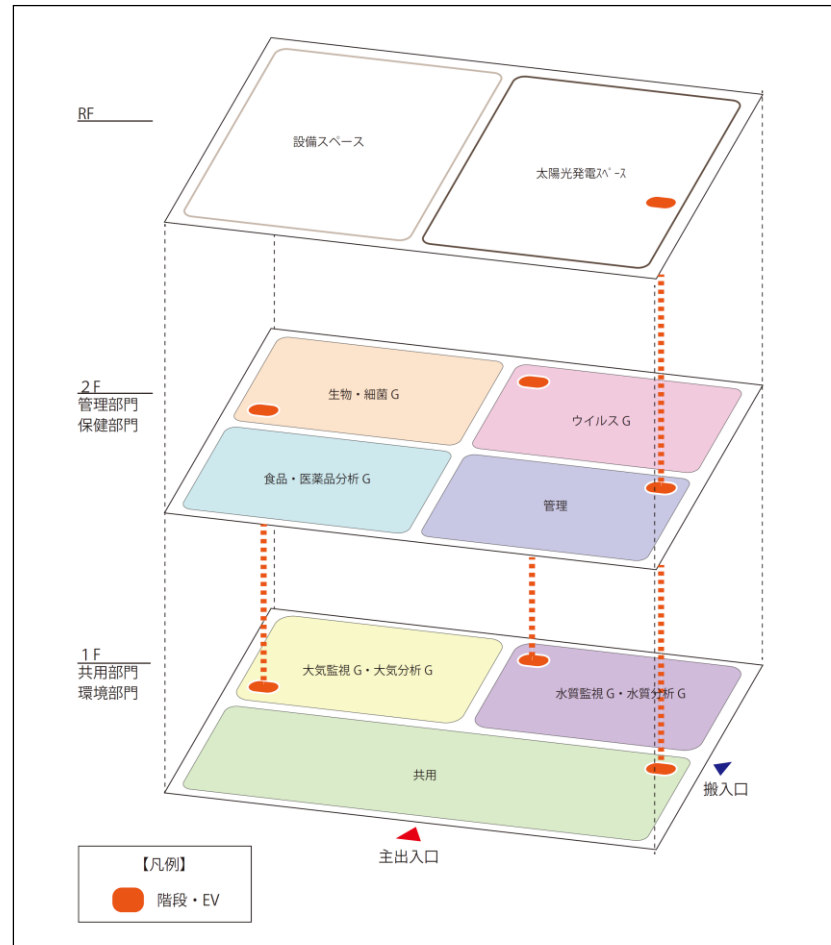 RF
設備スペース
太陽光発電ｽﾍﾟｰｽ
２F
管理部門
保健部門
生物・細菌 G
ウイルス G
食品・医薬品分析 G
管理
１F
共用部門
環境部門
大気監視 G・大気分析 G
水質監視 G・水質分析 G
共用
搬入口
主出入口
【凡例】
階段・EV